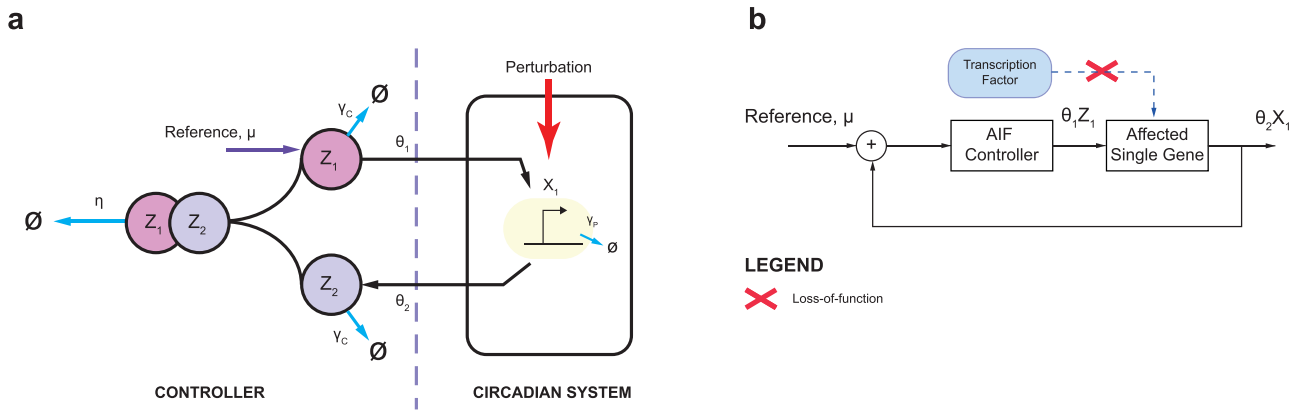 a
Perturbation
γC
Ø
Reference, μ
Z1
θ1
X1
η
Ø
Z1
Z2
γP
ø
Z2
θ2
γC
Ø
CONTROLLER
CIRCADIAN SYSTEM
b
Transcription
Factor
Reference, μ
+
AIF
Controller
θ1Z1
Affected
Single Gene
θ2X1
LEGEND
Loss-of-function